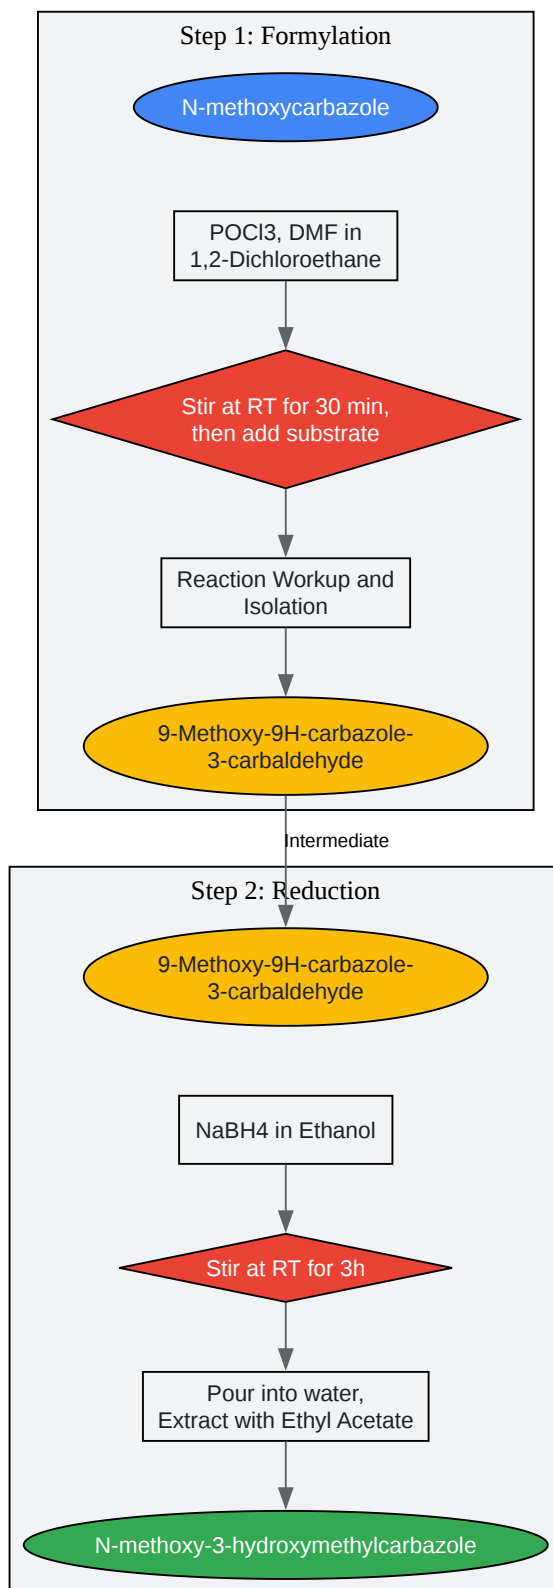 Step 1: Formylation
N-methoxycarbazole
POCl3, DMF in
1,2-Dichloroethane
Stir at RT for 30 min,
then add substrate
Reaction Workup and
Isolation
9-Methoxy-9H-carbazole-
3-carbaldehyde
Intermediate
Step 2: Reduction
9-Methoxy-9H-carbazole-
3-carbaldehyde
NaBH4 in Ethanol
Stir at RT for 3h
Pour into water,
Extract with Ethyl Acetate
N-methoxy-3-hydroxymethylcarbazole